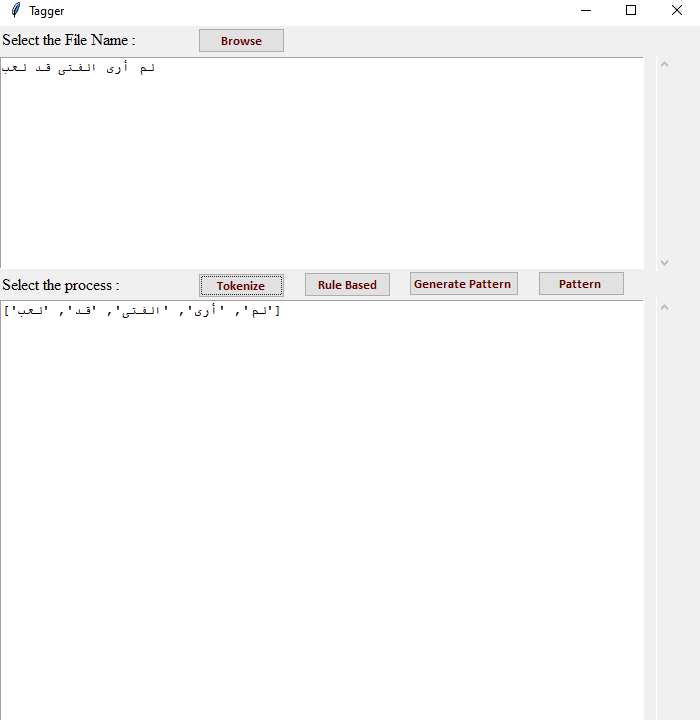 Tagger
Select the File Name :
Browse
لم أرى الفتى قد لعب
Select the process :
Tokenize
Rule Based
Generate Pattern
Pattern
['لم', 'أرى', 'الفتى', 'قد', 'لعب']